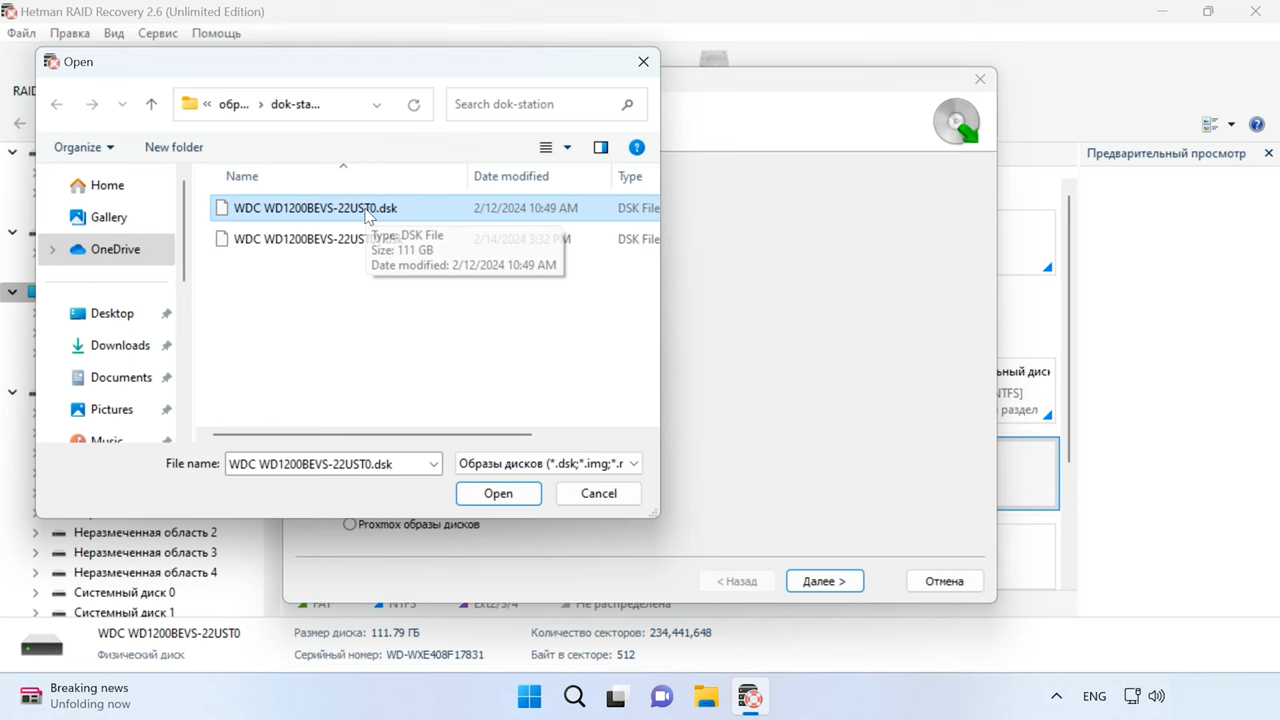 Hetman RAID Recovery 2.6 (Unlimited Edition)
Файл Правка Вид Сервис Помощь
Open
RAI
обр... dok-sta...
Search dok-station
Organize New folder
Предварительный просмотр
Home
Gallery
OneDrive
Desktop
Downloads
Documents
Pictures
Music
Name Date modified Type
WDC WD1200BEVS-22UST0.dsk 2/12/2024 10:49 AM DSK File
WDC WD1200BEVS-22UST 2/14/2024 3:32 PM DSK File
Type: DSK File
Size: 111 GB
Date modified: 2/12/2024 10:49 AM
ьный диск
NTFS]
раздел
File name: WDC WD1200BEVS-22UST0.dsk Образы дисков (*.dsk;*.img;*.r
Open Cancel
Proxmox образы дисков
Неразмеченная область 2
Неразмеченная область 3
Неразмеченная область 4
Системный диск 0
Системный диск 1
< Назад Далее > Отмена
FAT NTFS Ext2/3/4 Не распределена
WDC WD1200BEVS-22UST0 Размер диска: 111.79 ГБ Количество секторов: 234,441,648
Физический диск Серийный номер: WD-WXE408F17831 Байт в секторе: 512
Breaking news
Unfolding now
ENG